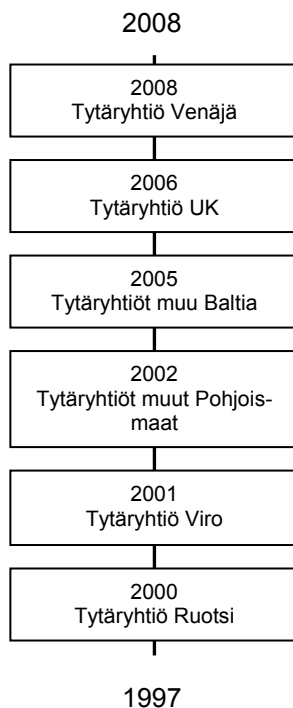 2008
2008
Tytäryhtiö Venäjä
2006
Tytäryhtiö UK
2005
Tytäryhtiöt muu Baltia
2002
Tytäryhtiöt muut Pohjois-
maat
2001
Tytäryhtiö Viro
2000
Tytäryhtiö Ruotsi
1997